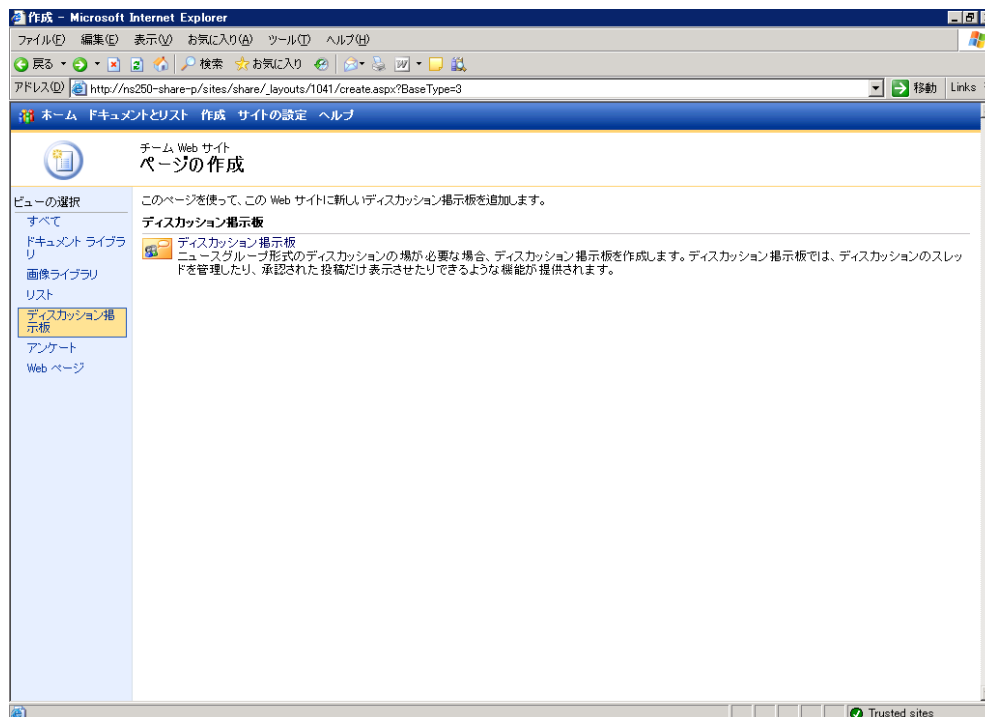 作成 - Microsoft Internet Explorer
ファイル(F) 編集(E) 表示(V) お気に入り(A) ツール(T) ヘルプ(H)
戻る 検索 お気に入り
アドレス(D) http://ns250-share-p/sites/share/_layouts/1041/create.aspx?BaseType=3 移動 Links
ホーム ドキュメントとリスト 作成 サイトの設定 ヘルプ
チーム Web サイト
ページの作成
ビューの選択
すべて
ドキュメント ライブラ
リ
画像ライブラリ
リスト
ディスカッション掲
示板
アンケート
Web ページ
このページを使って、この Web サイトに新しいディスカッション掲示板を追加します。
ディスカッション掲示板
ディスカッション掲示板
ニュースグループ形式のディスカッションの場が必要な場合、ディスカッション掲示板を作成します。ディスカッション掲示板では、ディスカッションのスレッ
ドを管理したり、承認された投稿だけ表示させたりできるような機能が提供されます。
Trusted sites